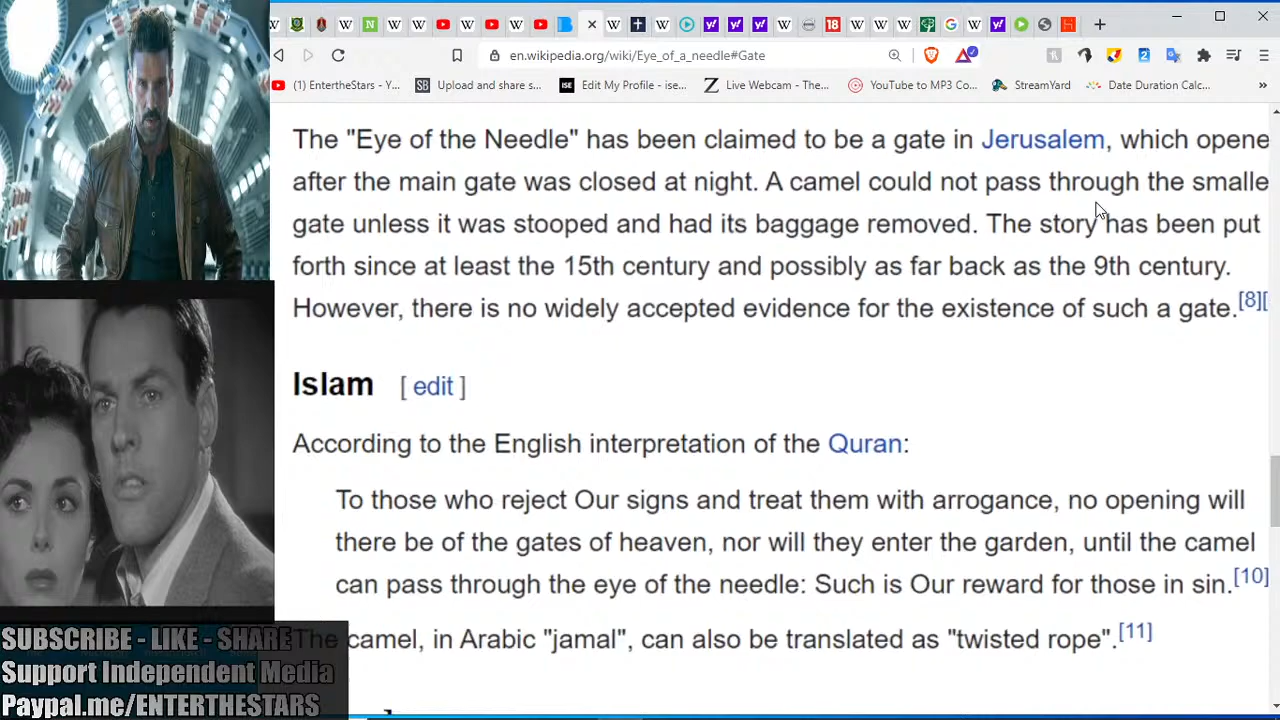 18
en.wikipedia.org/wiki/Eye_of_a_needle#Gate
2
(1) EntertheStars - Y...
SB Upload and share s...
ISE Edit My Profile - ise...
Z Live Webcam - The...
YouTube to MP3 Co...
StreamYard
Date Duration Calc...
The "Eye of the Needle" has been claimed to be a gate in Jerusalem, which opene
after the main gate was closed at night. A camel could not pass through the smalle
gate unless it was stooped and had its baggage removed. The story has been put
forth since at least the 15th century and possibly as far back as the 9th century.
However, there is no widely accepted evidence for the existence of such a gate.[8][
Islam [ edit ]
According to the English interpretation of the Quran:
To those who reject Our signs and treat them with arrogance, no opening will
there be of the gates of heaven, nor will they enter the garden, until the camel
can pass through the eye of the needle: Such is Our reward for those in sin.[10]
The camel, in Arabic "jamal", can also be translated as "twisted rope".[11]
SUBSCRIBE - LIKE - SHARE
Support Independent Media
Paypal.me/ENTERTHESTARS